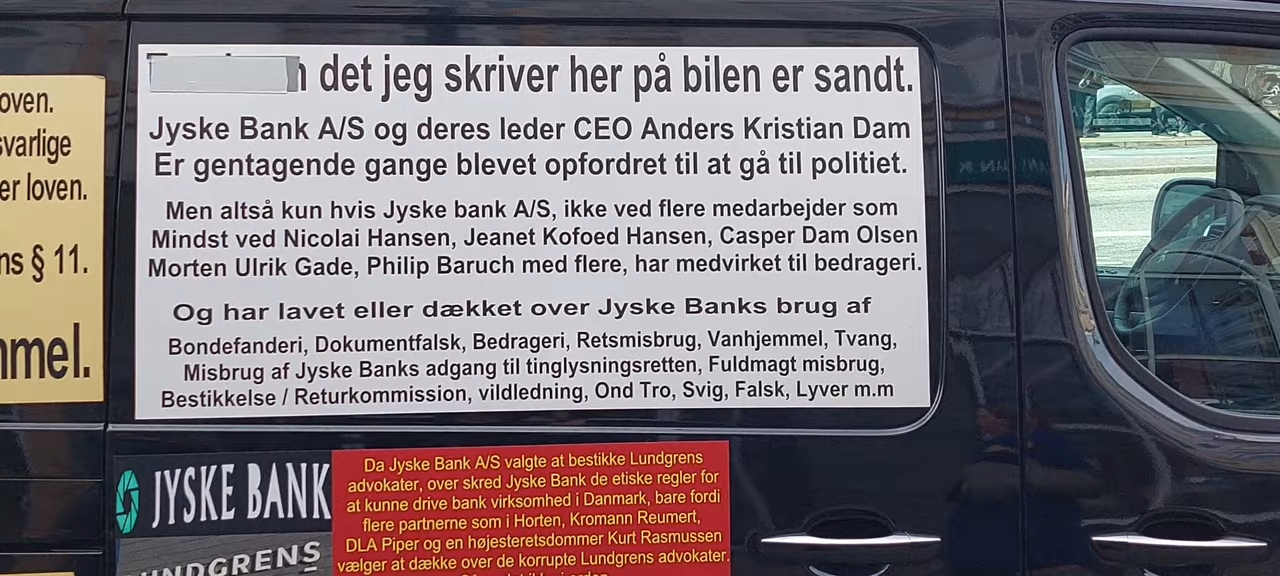 oven.
svarlige
er loven.
ns § 11.
mmel.
det jeg skriver her på bilen er sandt.
Jyske Bank A/S og deres leder CEO Anders Kristian Dam
Er gentagende gange blevet opfordret til at gå til politiet.
Men altså kun hvis Jyske bank A/S, ikke ved flere medarbejder som
Mindst ved Nicolai Hansen, Jeanet Kofoed Hansen, Casper Dam Olsen
Morten Ulrik Gade, Philip Baruch med flere, har medvirket til bedrageri.
Og har lavet eller dækket over Jyske Banks brug af
Bondefanderi, Dokumentfalsk, Bedrageri, Retsmisbrug, Vanhjemmel, Tvang,
Misbrug af Jyske Banks adgang til tinglysningsretten, Fuldmagt misbrug,
Bestikkelse / Returkommission, vildledning, Ond Tro, Svig, Falsk, Lyver m.m
JYSKE BANK
UNDGRENS
Da Jyske Bank A/S valgte at bestikke Lundgrens
advokater, over skred Jyske Bank de etiske regler for
at kunne drive bank virksomhed i Danmark, bare fordi
flere partnerne som i Horten, Kromann Reumert,
DLA Piper og en højesteretsdommer Kurt Rasmussen
vælger at dække over de korrupte Lundgrens advokater.